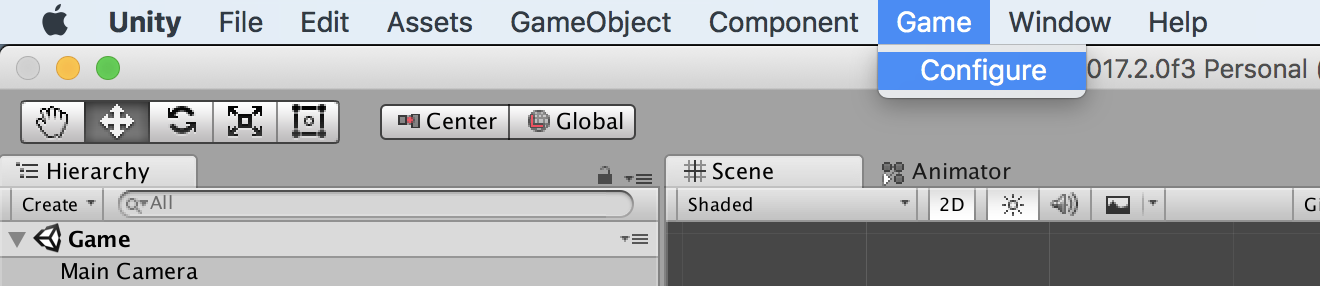 Unity File Edit Assets GameObject Component Game Window Help
Configure
017.2.0f3 Personal
Center Global
Hierarchy Scene Animator
Create All Shaded 2D
Game
Main Camera